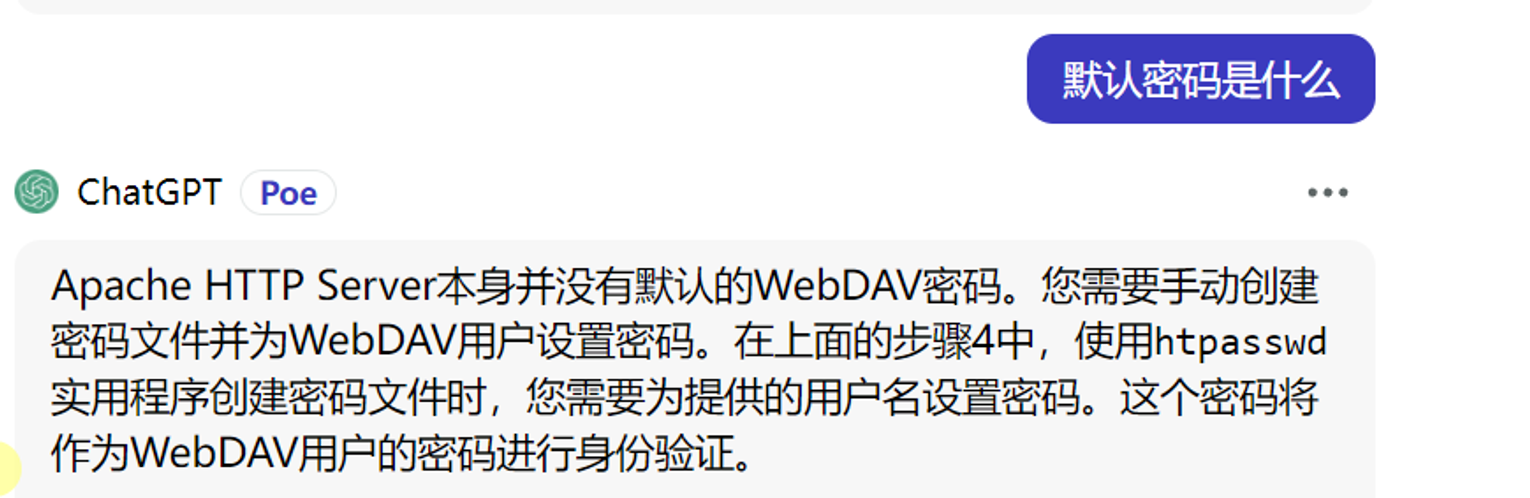 默认密码是什么
ChatGPT Poe
Apache HTTP Server本身并没有默认的WebDAV密码。您需要手动创建
密码文件并为WebDAV用户设置密码。在上面的步骤4中，使用htpasswd
实用程序创建密码文件时，您需要为提供的用户名设置密码。这个密码将
作为WebDAV用户的密码进行身份验证。